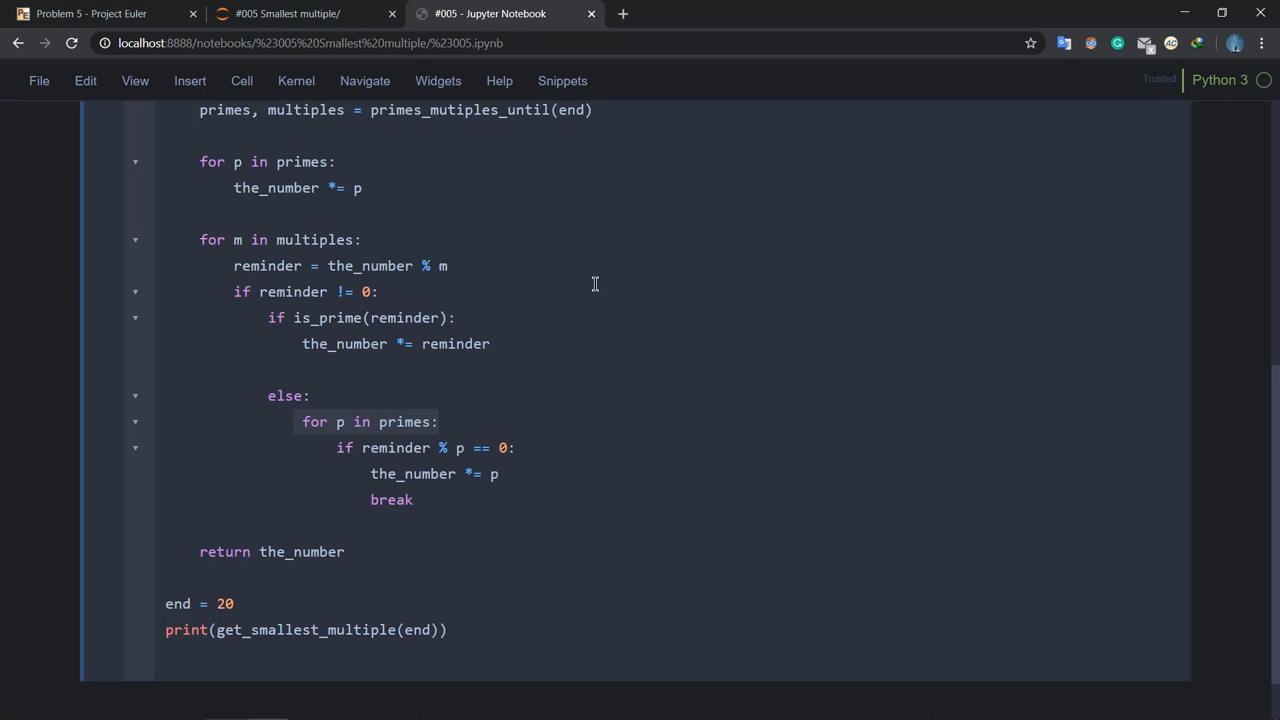 Problem 5 - Project Euler
#005 Smallest multiple/
#005 - Jupyter Notebook
localhost:8888/notebooks/%23005%20Smallest%20multiple/%23005.ipynb
File Edit View Insert Cell Kernel Navigate Widgets Help Snippets Trusted Python 3
primes, multiples = primes_mutiples_until(end)
for p in primes:
the_number *= p
for m in multiples:
reminder = the_number % m
if reminder != 0:
if is_prime(reminder):
the_number *= reminder
else:
for p in primes:
if reminder % p == 0:
the_number *= p
break
return the_number
end = 20
print(get_smallest_multiple(end))